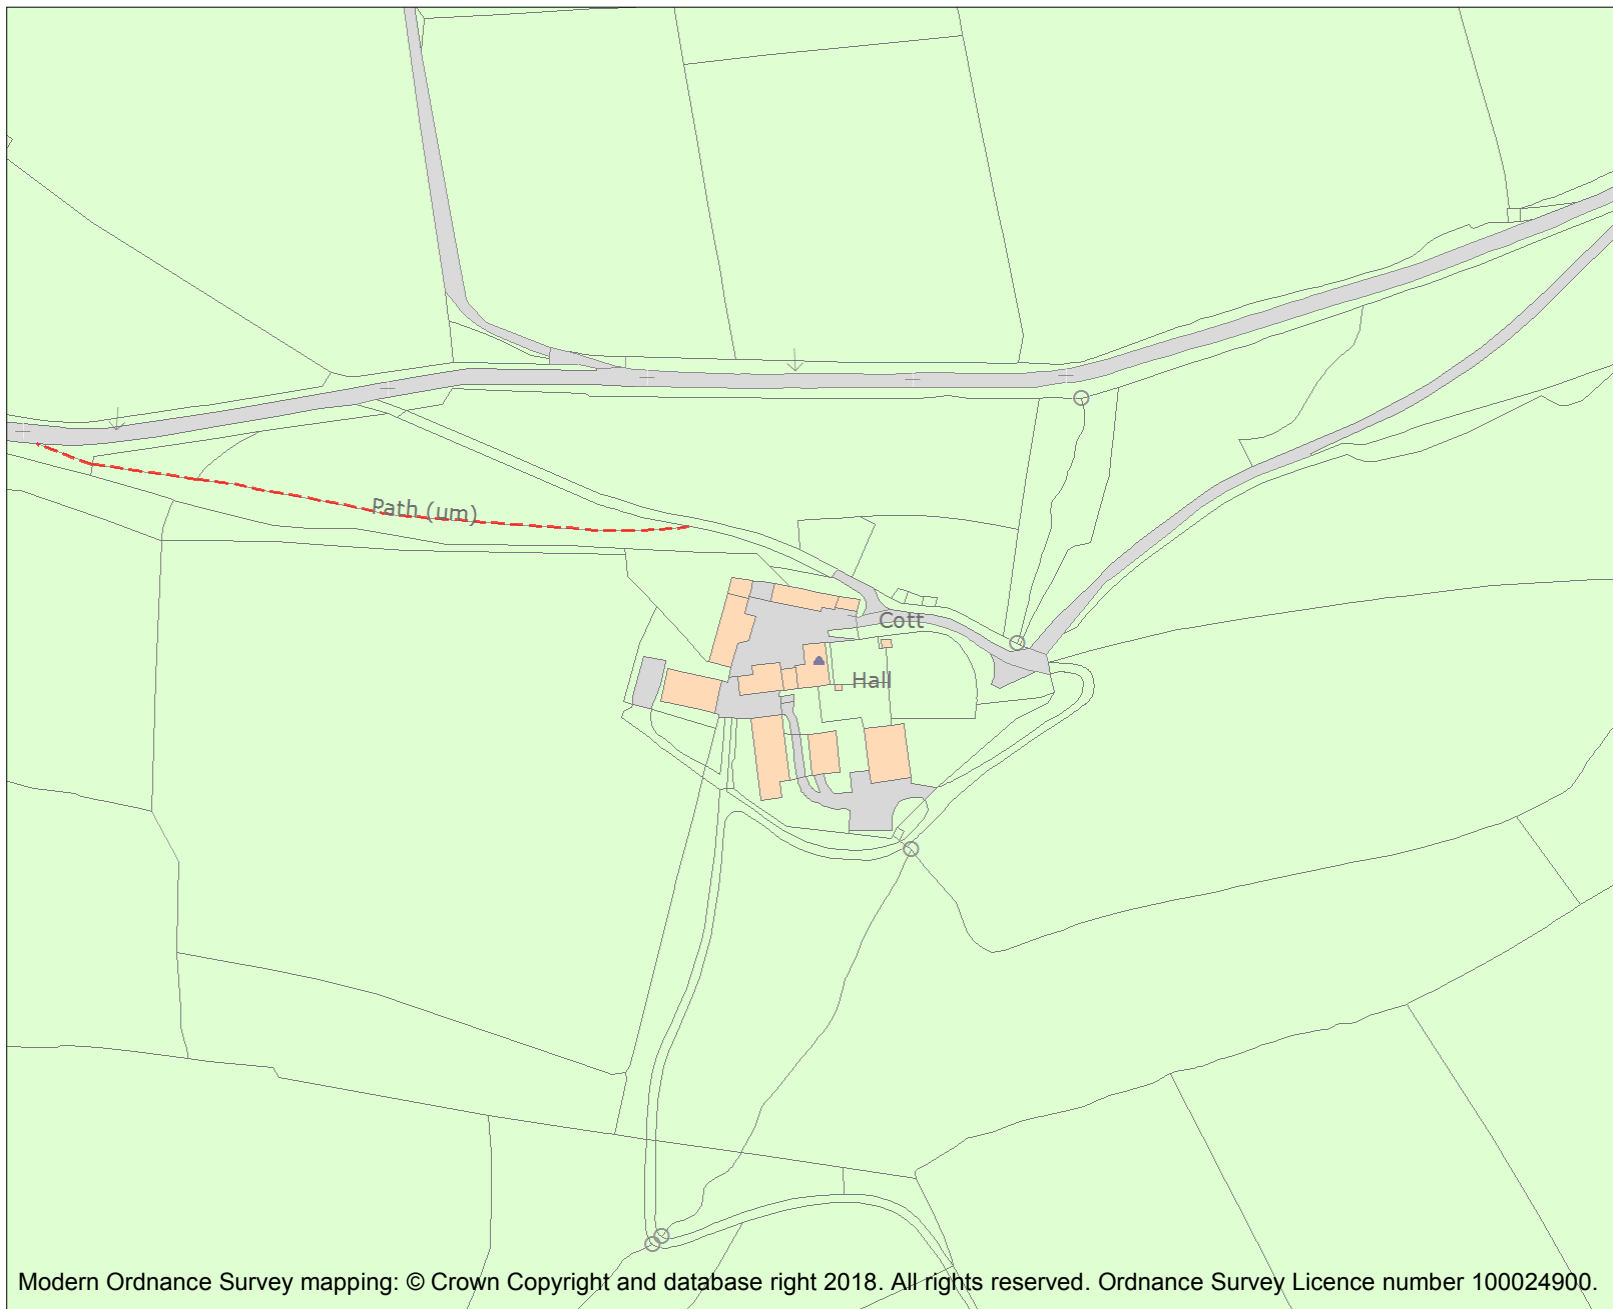 Path (um)
Cott
Hall
Modern Ordnance Survey mapping: © Crown Copyright and database right 2018. All rights reserved. Ordnance Survey Licence number 100024900.